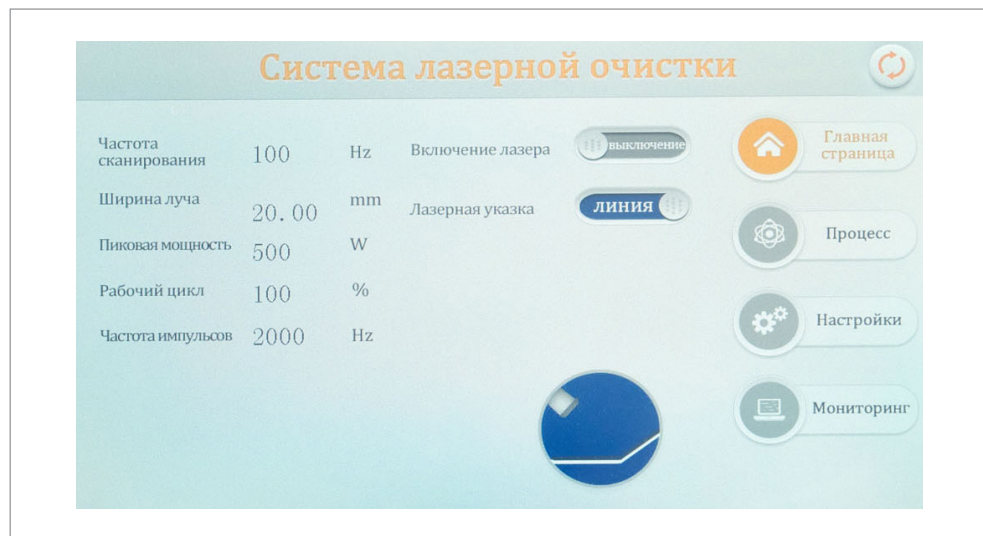 Система лазерной очистки
Частота
сканирования
100
Hz
Ширина луча
20.00
mm
Пиковая мощность
500
W
Рабочий цикл
100
%
Частота импульсов
2000
Hz
Включение лазера
выключение
Лазерная указка
линия
Главная
страница
Процесс
Настройки
Мониторинг